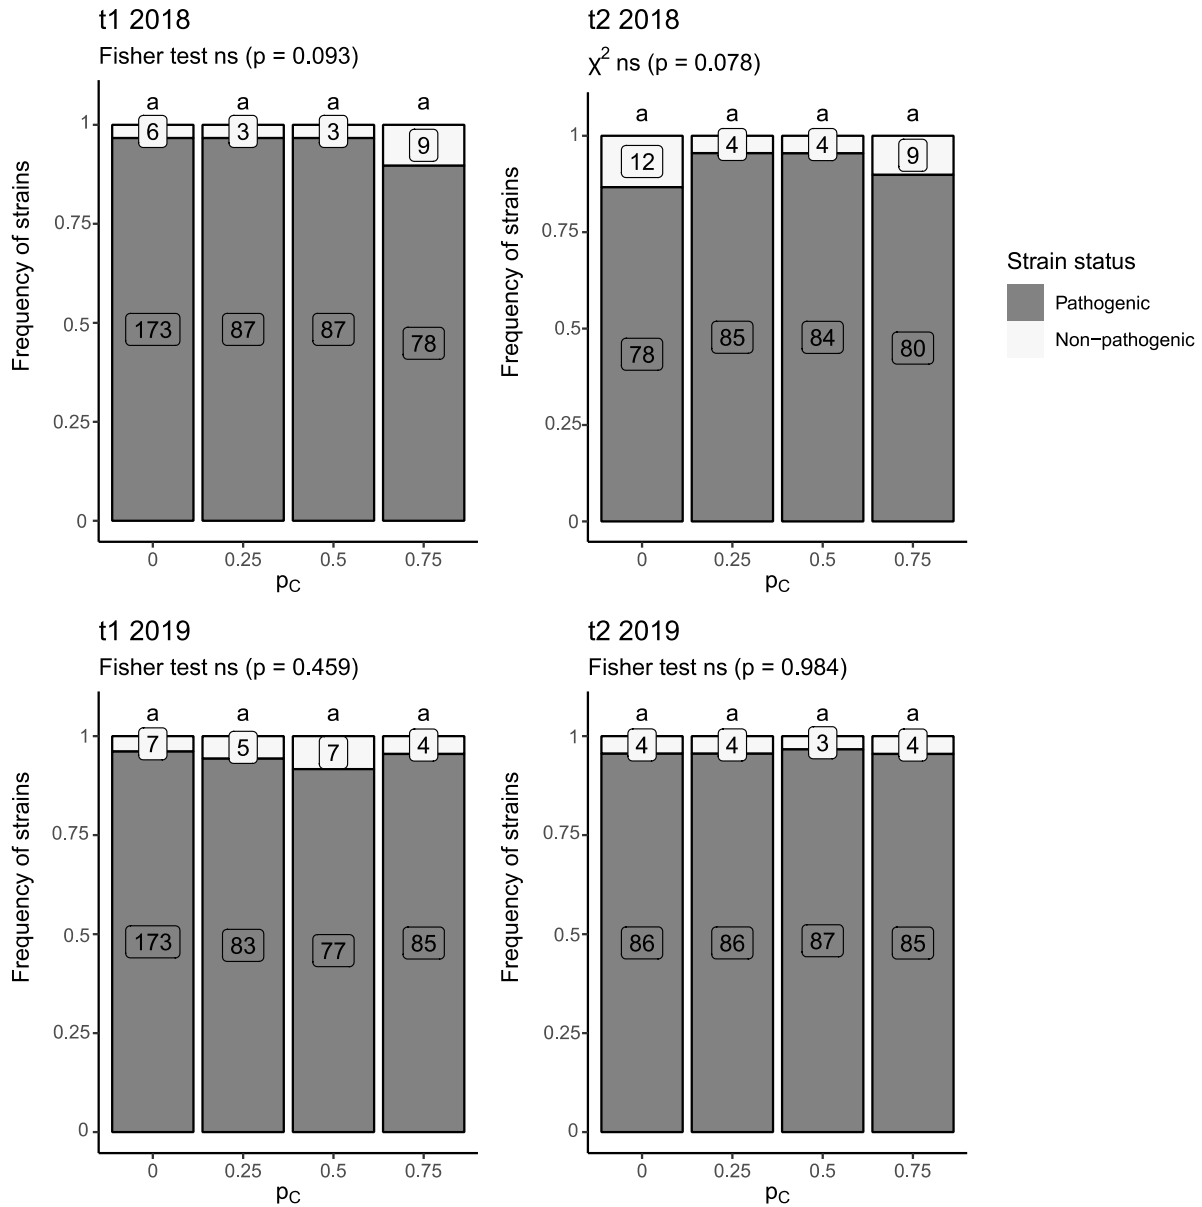 t1 2018
Fisher test ns (p = 0.093)
a a a a
6 3 3 9
173 87 87 78
1
0.75
0.5
0.25
0
Frequency of strains
0 0.25 0.5 0.75
pC
t2 2018
χ2 ns (p = 0.078)
a a a a
12 4 4 9
78 85 84 80
1
0.75
0.5
0.25
0
Frequency of strains
0 0.25 0.5 0.75
pC
Strain status
Pathogenic
Non−pathogenic
t1 2019
Fisher test ns (p = 0.459)
a a a a
7 5 7 4
173 83 77 85
1
0.75
0.5
0.25
0
Frequency of strains
0 0.25 0.5 0.75
pC
t2 2019
Fisher test ns (p = 0.984)
a a a a
4 4 3 4
86 86 87 85
1
0.75
0.5
0.25
0
Frequency of strains
0 0.25 0.5 0.75
pC